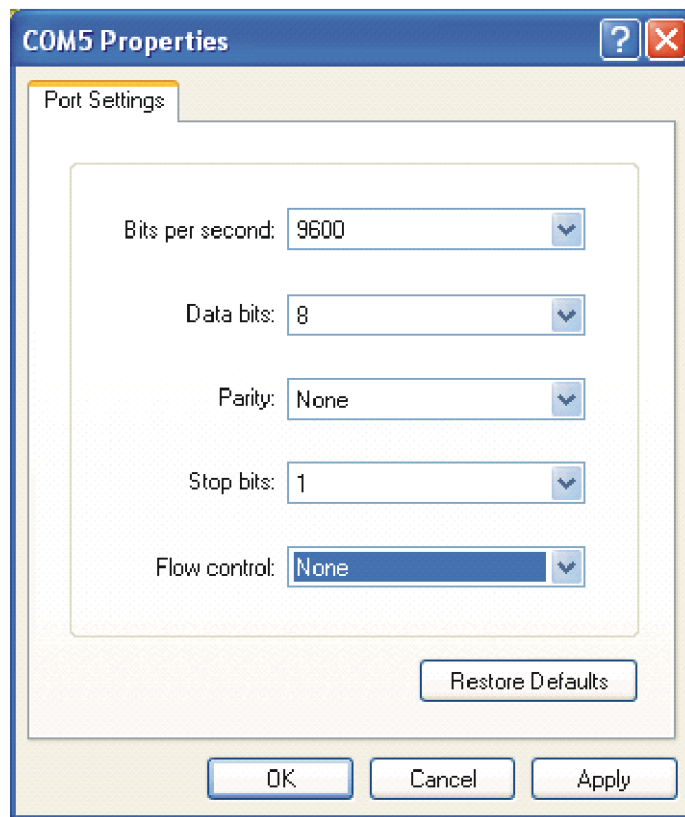 COM5 Properties
Port Settings
Bits per second: 9600
Data bits: 8
Parity: None
Stop bits: 1
Flow control: None
Restore Defaults
OK Cancel Apply